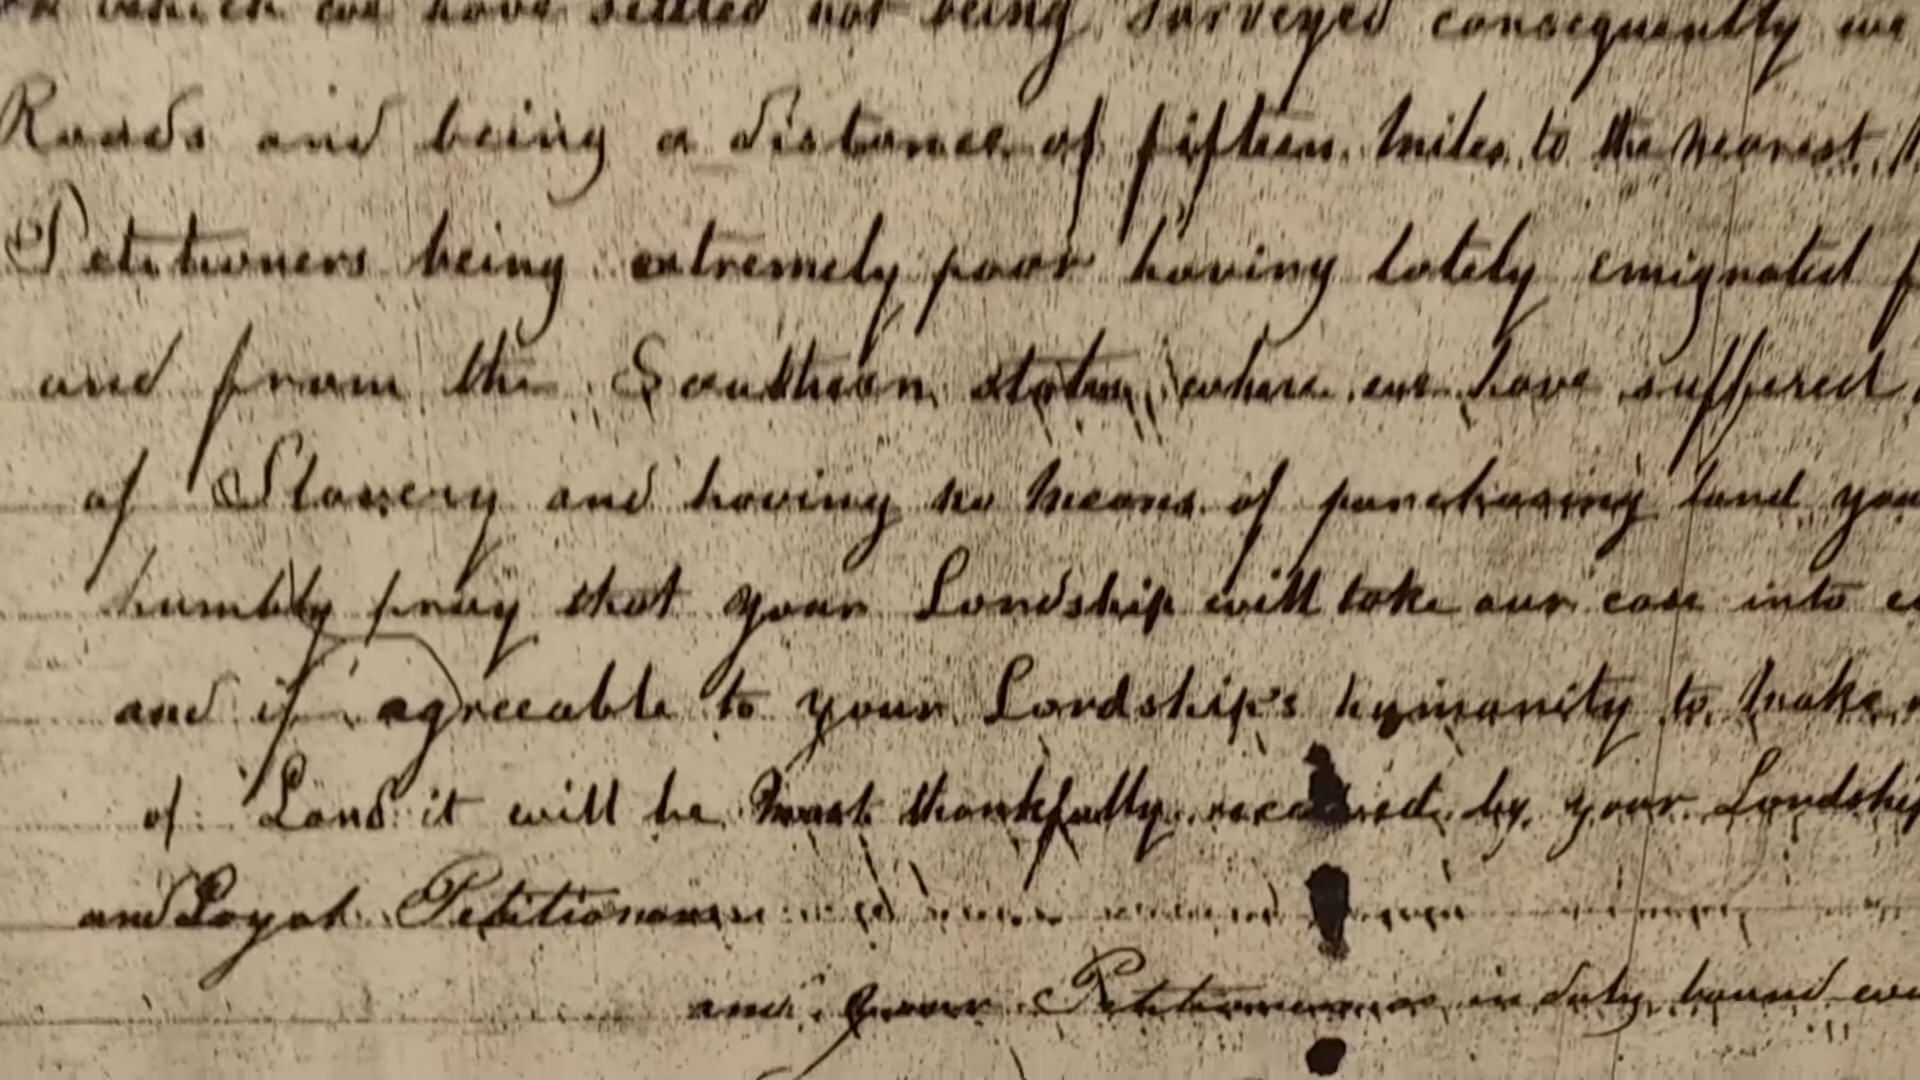 which we have settled not being Surveyed consequently we
Roads and being a distance of fifteen Miles to the Nearest
Petitioners being extremely poor having lately emigrated
and from the Southern states where we have suffered
of Slavery and having no Means of purchasing land you
humbly pray that your Lordship will take our case into
and if agreeable to your Lordship's humanity to Make
of Land it will be Most thankfully received by your Lordship
and Loyal Petitioners
and your Petitioners as in duty bound